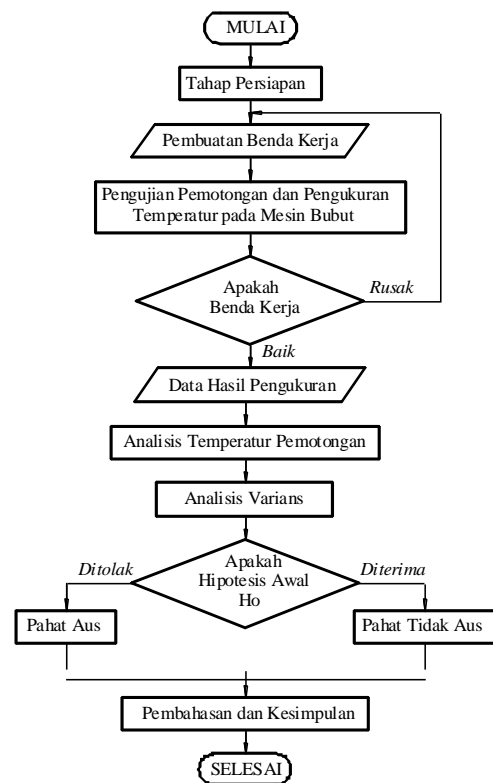 MULAI
Tahap Persiapan
Pembuatan Benda Kerja
Pengujian Pemotongan dan Pengukuran
Temperatur pada Mesin Bubut
Apakah
Benda Kerja
Rusak
Baik
Data Hasil Pengukuran
Analisis Temperatur Pemotongan
Analisis Varians
Apakah
Hipotesis Awal
Ho
Ditolak
Diterima
Pahat Aus
Pahat Tidak Aus
Pembahasan dan Kesimpulan
SELESAI